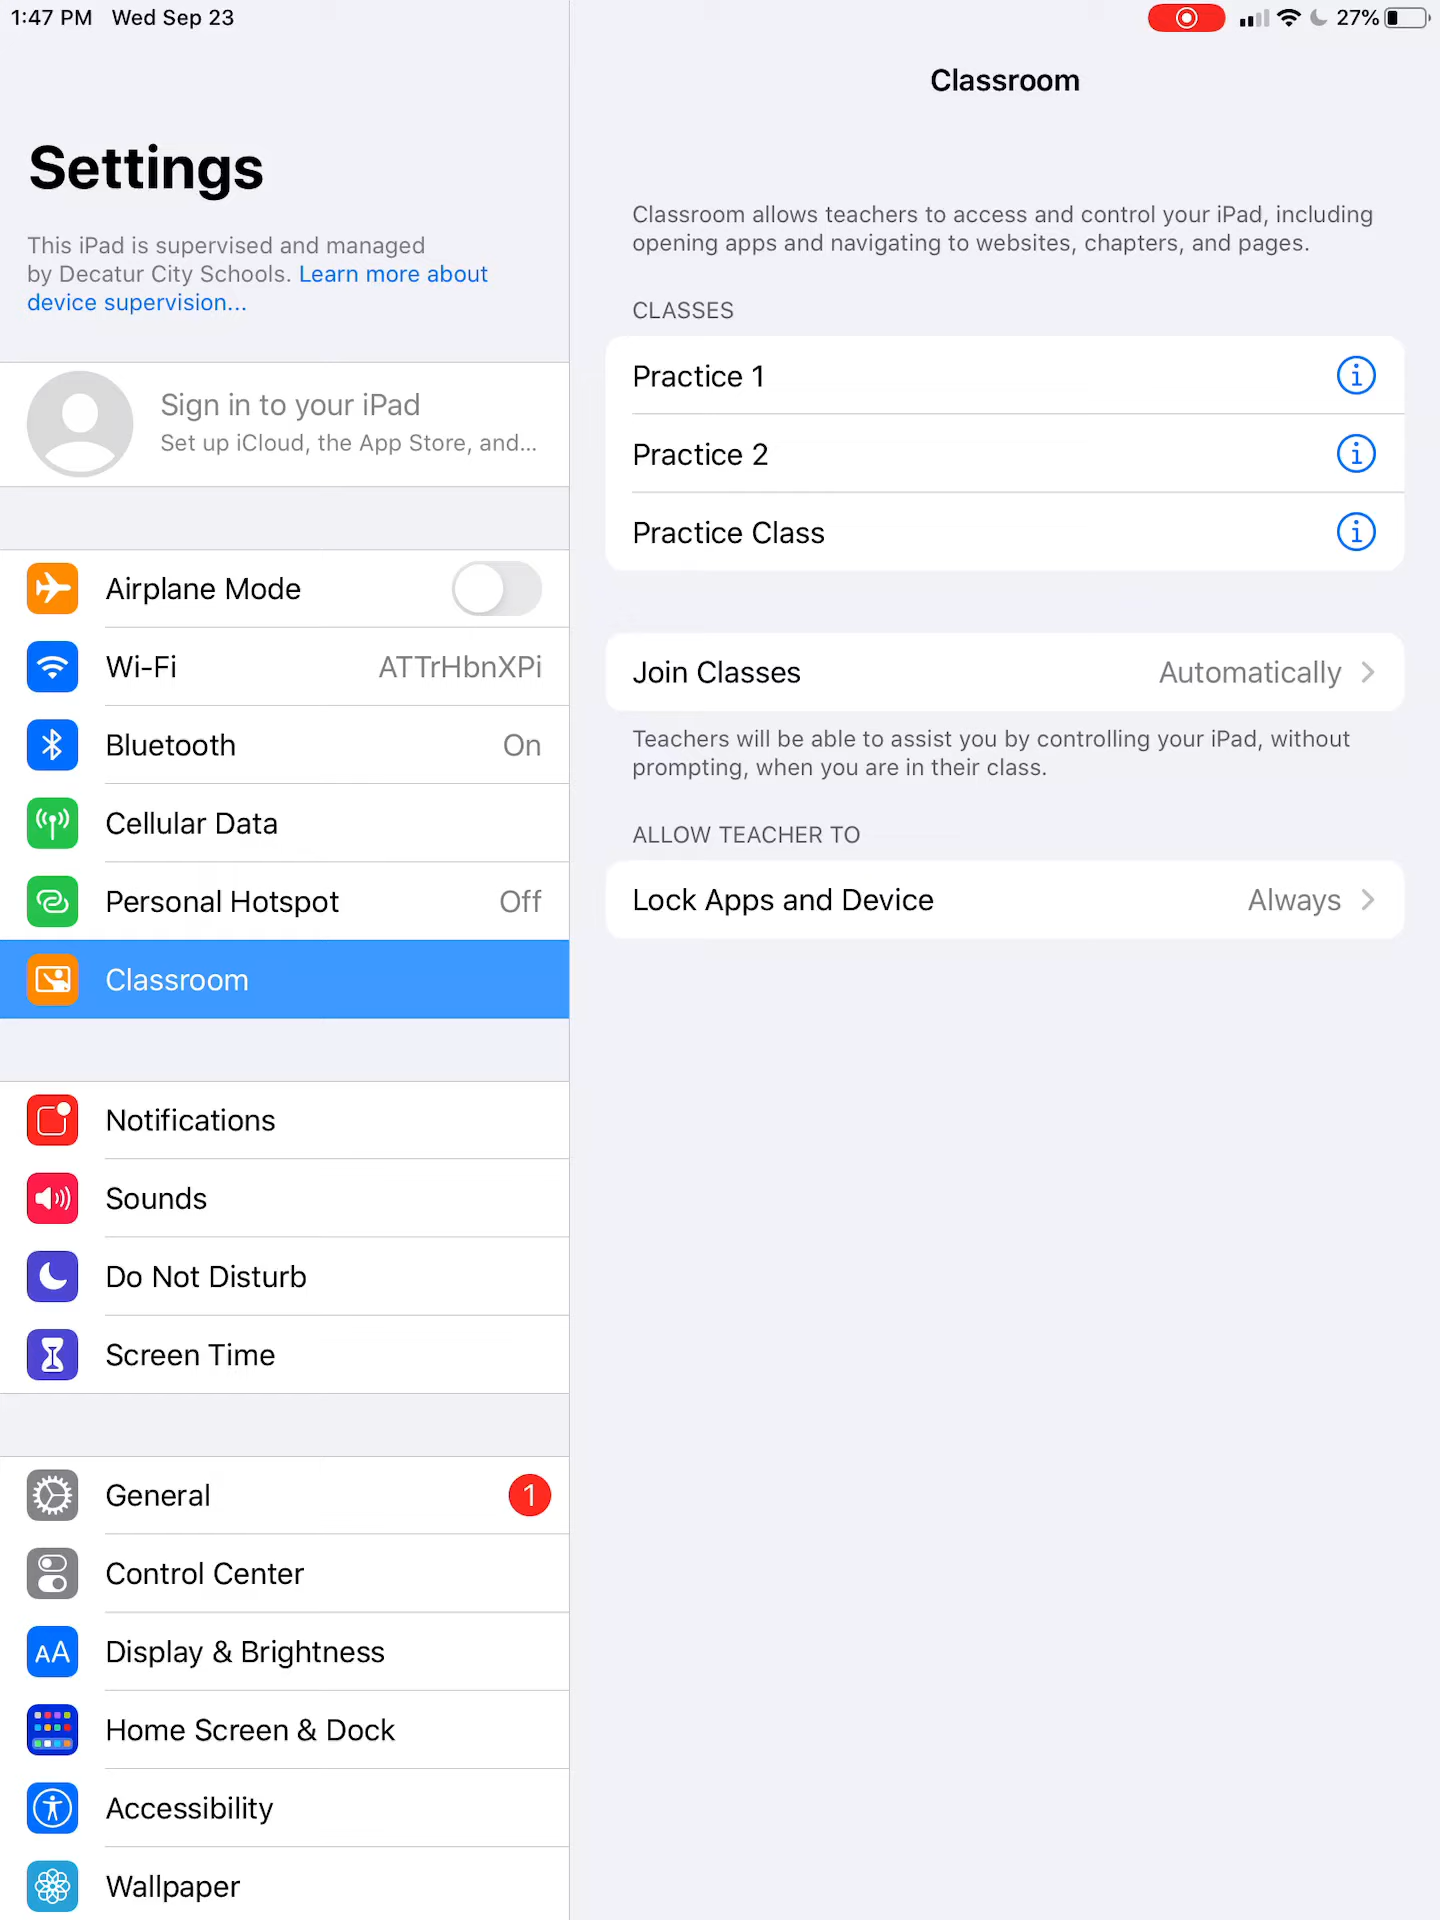 1:47 PM Wed Sep 23
27%
Settings
This iPad is supervised and managed
by Decatur City Schools. Learn more about
device supervision...
Sign in to your iPad
Set up iCloud, the App Store, and...
Airplane Mode
Wi-Fi ATTrHbnXPi
Bluetooth On
Cellular Data
Personal Hotspot Off
Classroom
Notifications
Sounds
Do Not Disturb
Screen Time
General 1
Control Center
AA Display & Brightness
Home Screen & Dock
Accessibility
Wallpaper
Classroom
Classroom allows teachers to access and control your iPad, including
opening apps and navigating to websites, chapters, and pages.
CLASSES
Practice 1
Practice 2
Practice Class
Join Classes Automatically
Teachers will be able to assist you by controlling your iPad, without
prompting, when you are in their class.
ALLOW TEACHER TO
Lock Apps and Device Always